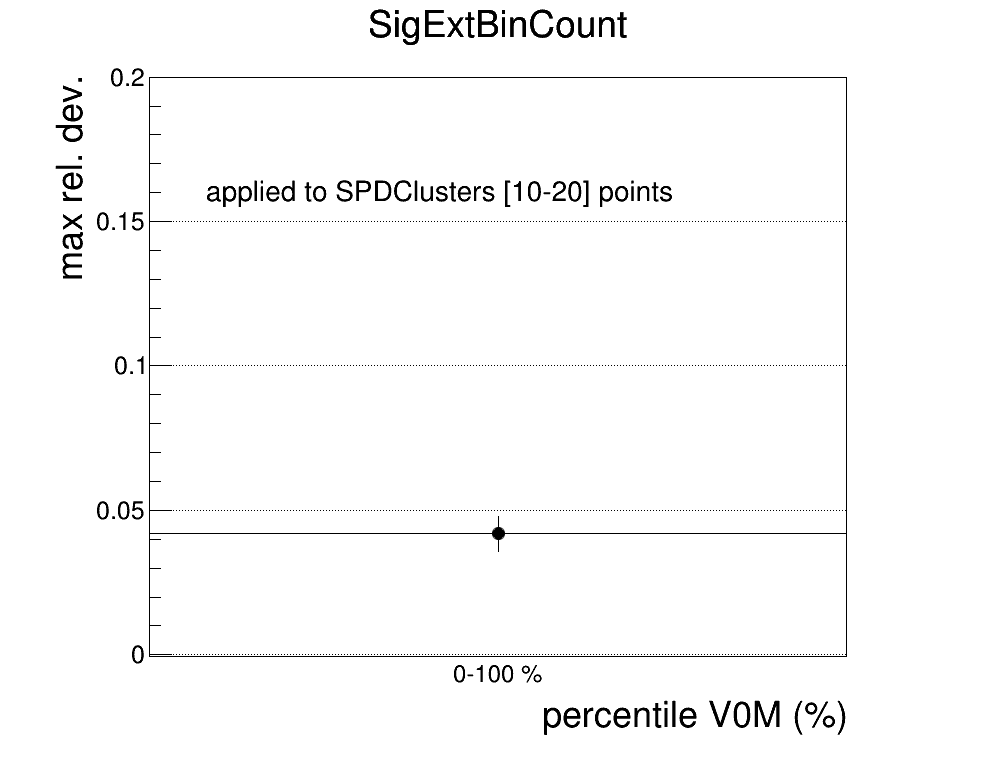 SigExtBinCount
max rel. dev.
0.2
applied to SPDClusters [10-20] points
0.15
0.1
0.05
0
0-100 %
percentile V0M (%)